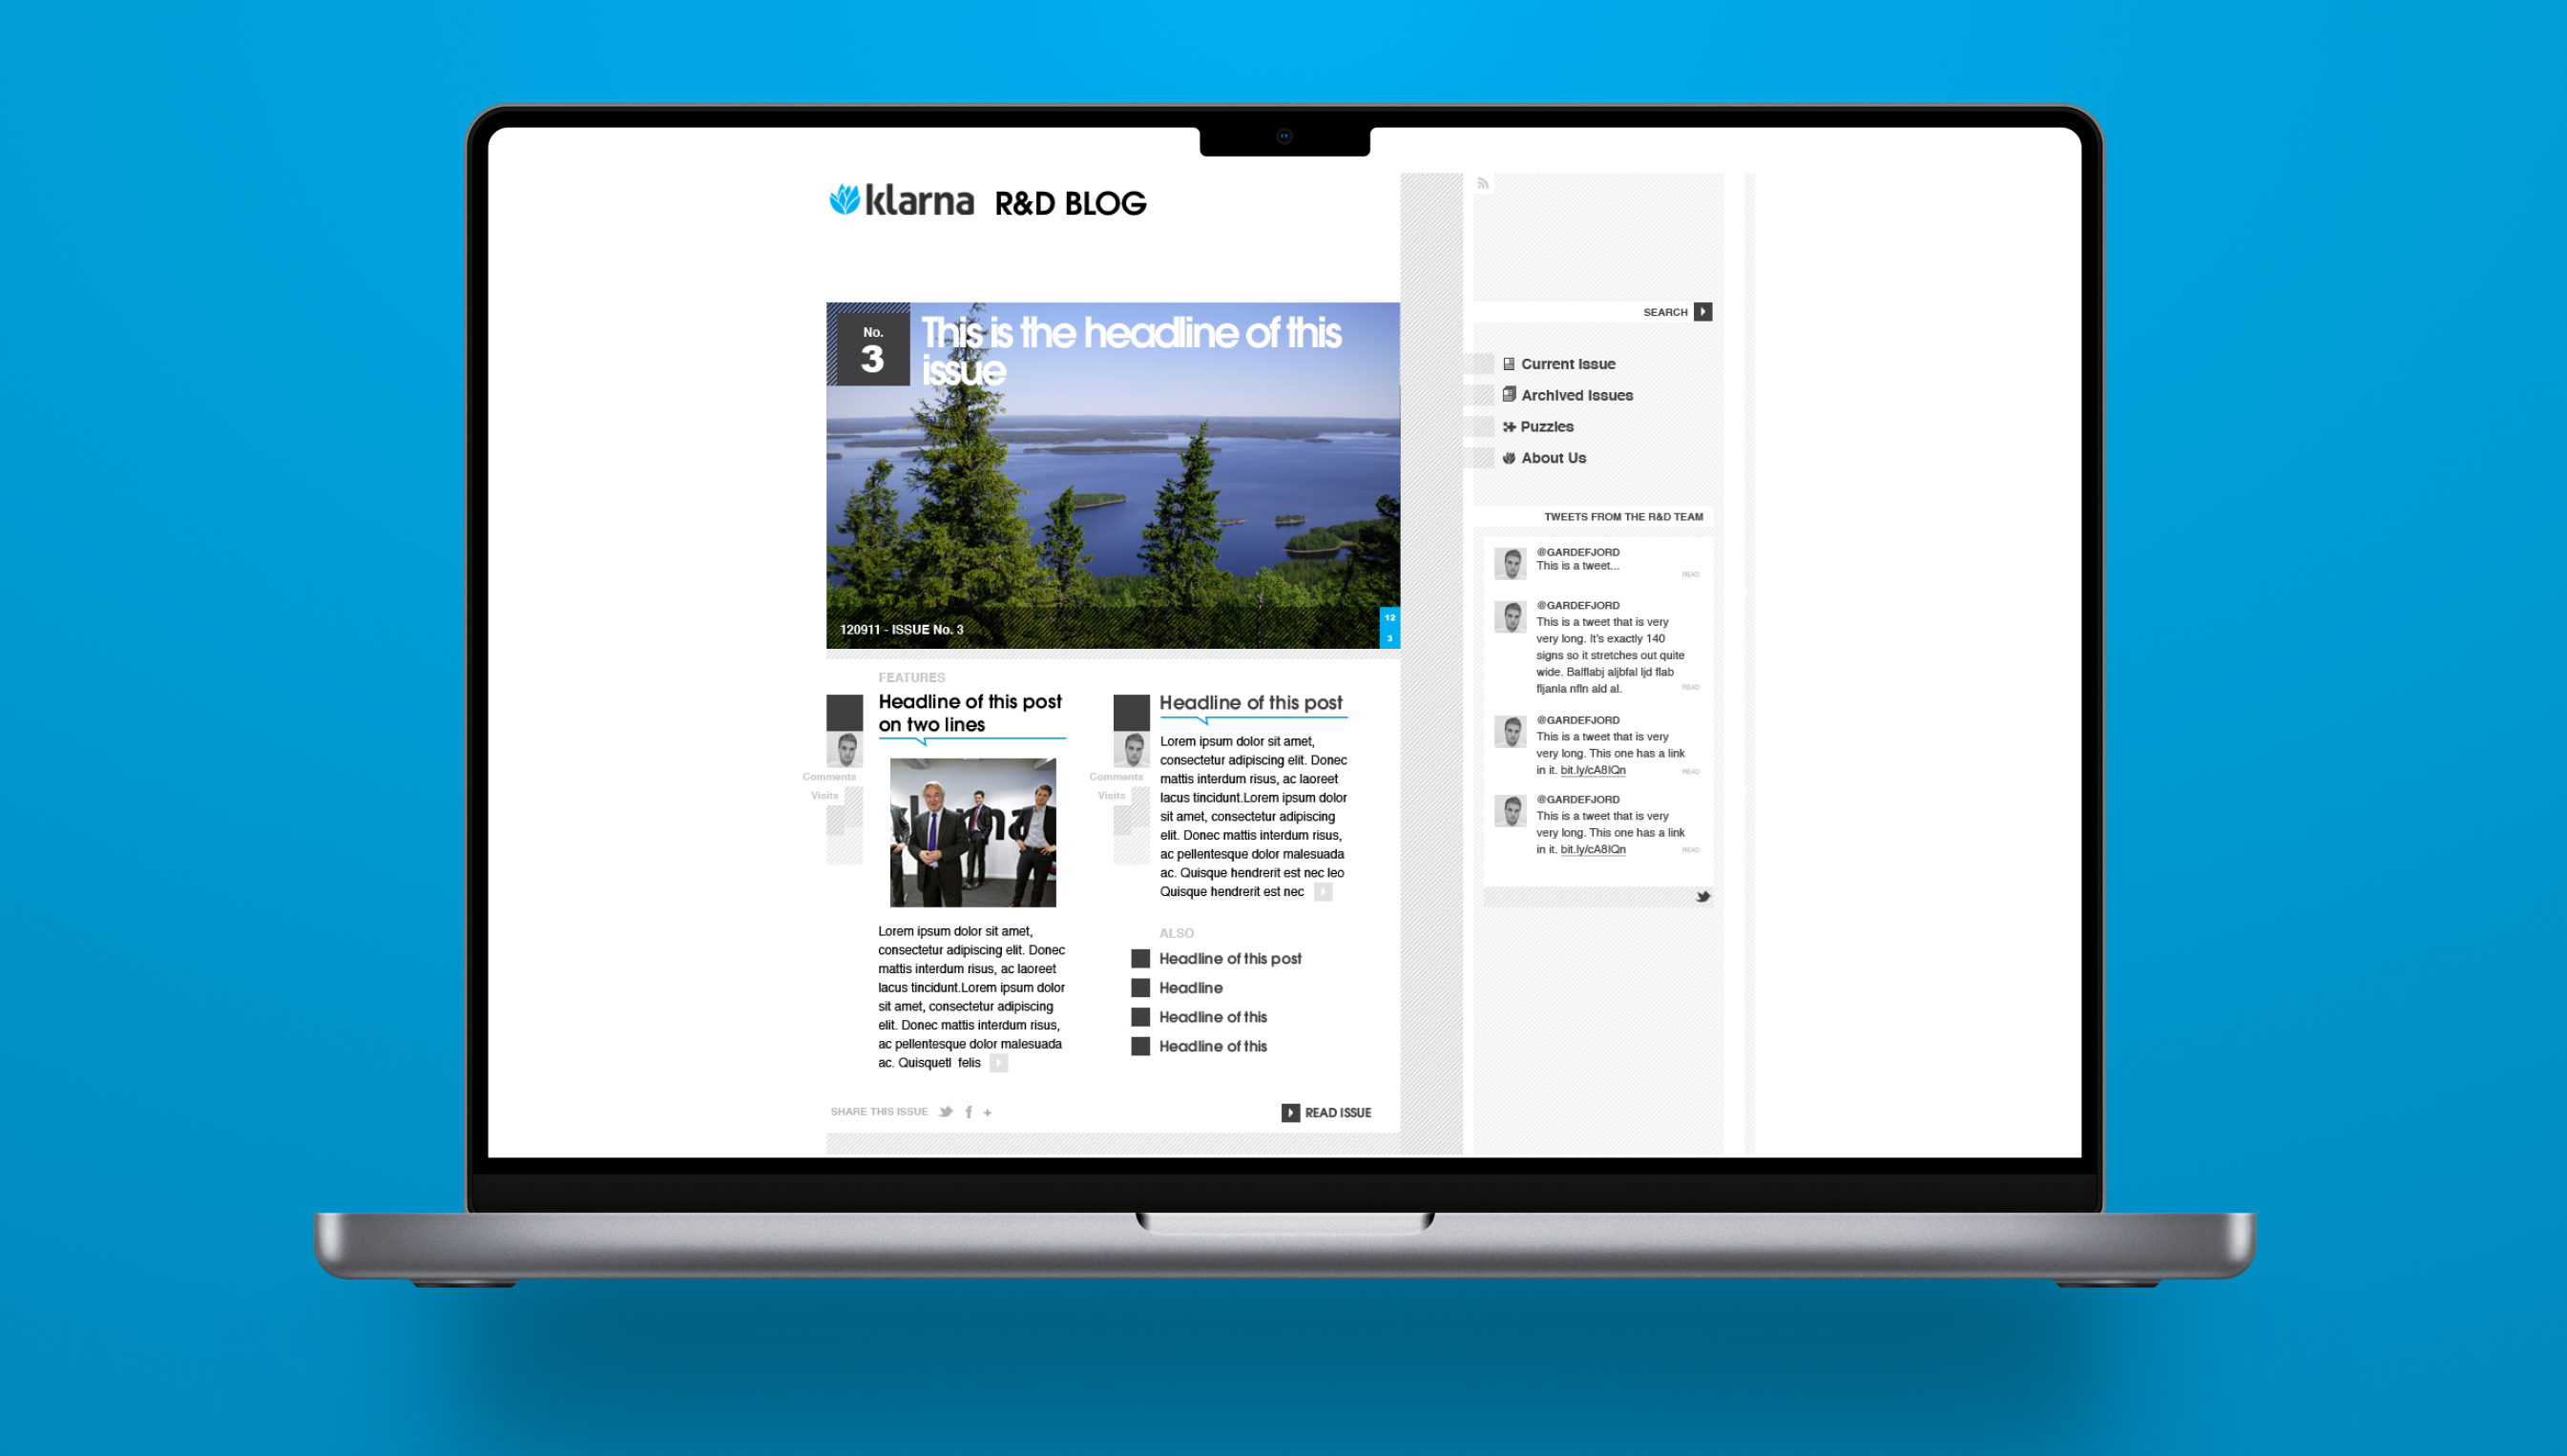 klarna R&D BLOG
No.
3
This is the headline of this
issue
120911 - ISSUE No. 3
12
3
FEATURES
Headline of this post
on two lines
Comments
Visits
klarna
Lorem ipsum dolor sit amet,
consectetur adipiscing elit. Donec
mattis interdum risus, ac laoreet
lacus tincidunt.Lorem ipsum dolor
sit amet, consectetur adipiscing
elit. Donec mattis interdum risus,
ac pellentesque dolor malesuada
ac. Quisquetl felis
Headline of this post
Comments
Visits
Lorem ipsum dolor sit amet,
consectetur adipiscing elit. Donec
mattis interdum risus, ac laoreet
lacus tincidunt.Lorem ipsum dolor
sit amet, consectetur adipiscing
elit. Donec mattis interdum risus,
ac pellentesque dolor malesuada
ac. Quisque hendrerit est nec leo
Quisque hendrerit est nec
ALSO
Headline of this post
Headline
Headline of this
Headline of this
SHARE THIS ISSUE
READ ISSUE
SEARCH
Current Issue
Archived Issues
Puzzles
About Us
TWEETS FROM THE R&D TEAM
@GARDEFJORD
This is a tweet...
READ
@GARDEFJORD
This is a tweet that is very
very long. It's exactly 140
signs so it stretches out quite
wide. Balflabj aljbfal ljd flab
fljanla nfln ald al.
READ
@GARDEFJORD
This is a tweet that is very
very long. This one has a link
in it. bit.ly/cA8lQn
READ
@GARDEFJORD
This is a tweet that is very
very long. This one has a link
in it. bit.ly/cA8lQn
READ